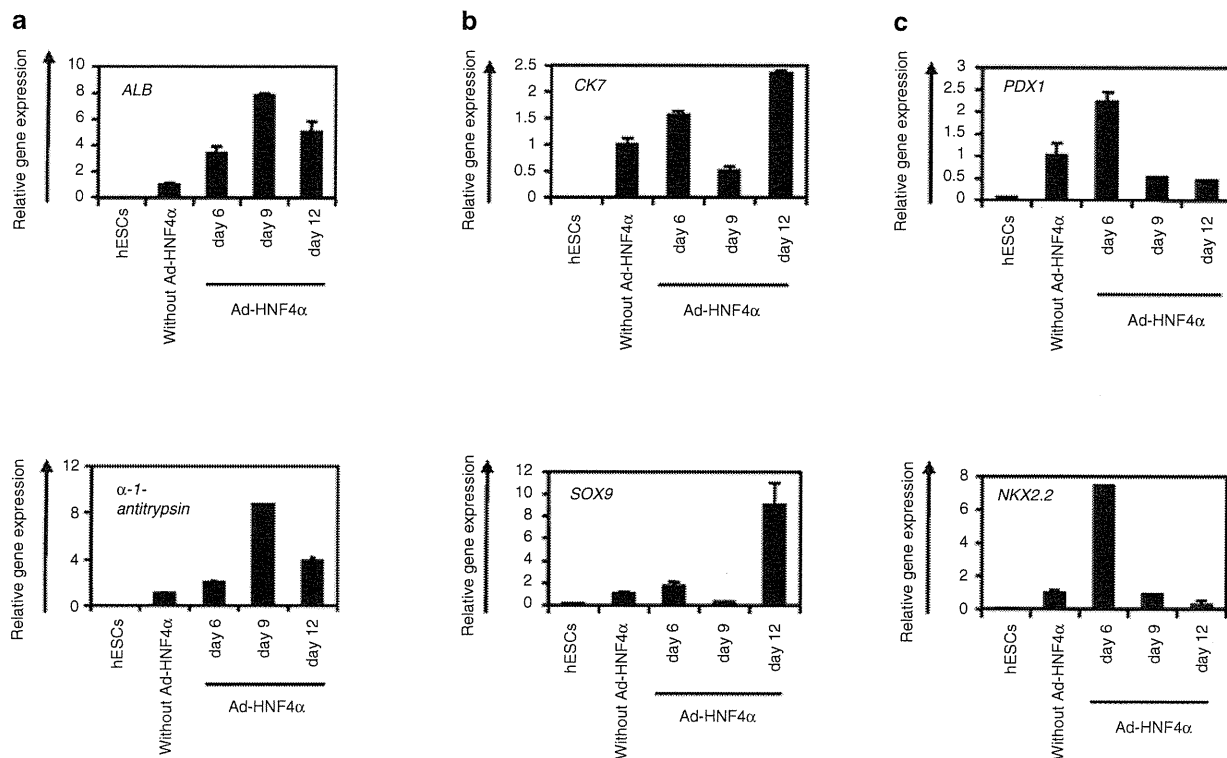 a
Relative gene expression
10
8
6
4
2
0
ALB
hESCs
Without Ad-HNF4α
day 6
day 9
day 12
Ad-HNF4α
b
Relative gene expression
2.5
2
1.5
1
0.5
0
CK7
hESCs
Without Ad-HNF4α
day 6
day 9
day 12
Ad-HNF4α
c
Relative gene expression
3
2.5
2
1.5
1
0.5
0
PDX1
hESCs
Without Ad-HNF4α
day 6
day 9
day 12
Ad-HNF4α
Relative gene expression
12
8
4
0
α-1-
antitrypsin
hESCs
Without Ad-HNF4α
day 6
day 9
day 12
Ad-HNF4α
Relative gene expression
12
10
8
6
4
2
0
SOX9
hESCs
Without Ad-HNF4α
day 6
day 9
day 12
Ad-HNF4α
Relative gene expression
8
6
4
2
0
NKX2.2
hESCs
Without Ad-HNF4α
day 6
day 9
day 12
Ad-HNF4α